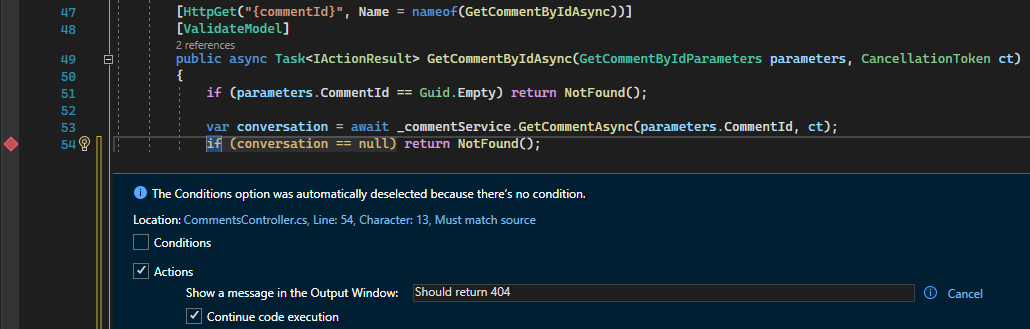 47 [HttpGet("{commentId}", Name = nameof(GetCommentByIdAsync))]
48 [ValidateModel]
2 references
49 public async Task<IActionResult> GetCommentByIdAsync(GetCommentByIdParameters parameters, CancellationToken ct)
50 {
51 if (parameters.CommentId == Guid.Empty) return NotFound();
52
53 var conversation = await _commentService.GetCommentAsync(parameters.CommentId, ct);
54 if (conversation == null) return NotFound();
The Conditions option was automatically deselected because there's no condition.
Location: CommentsController.cs, Line: 54, Character: 13, Must match source
Conditions
Actions
Show a message in the Output Window: Should return 404 Cancel
Continue code execution